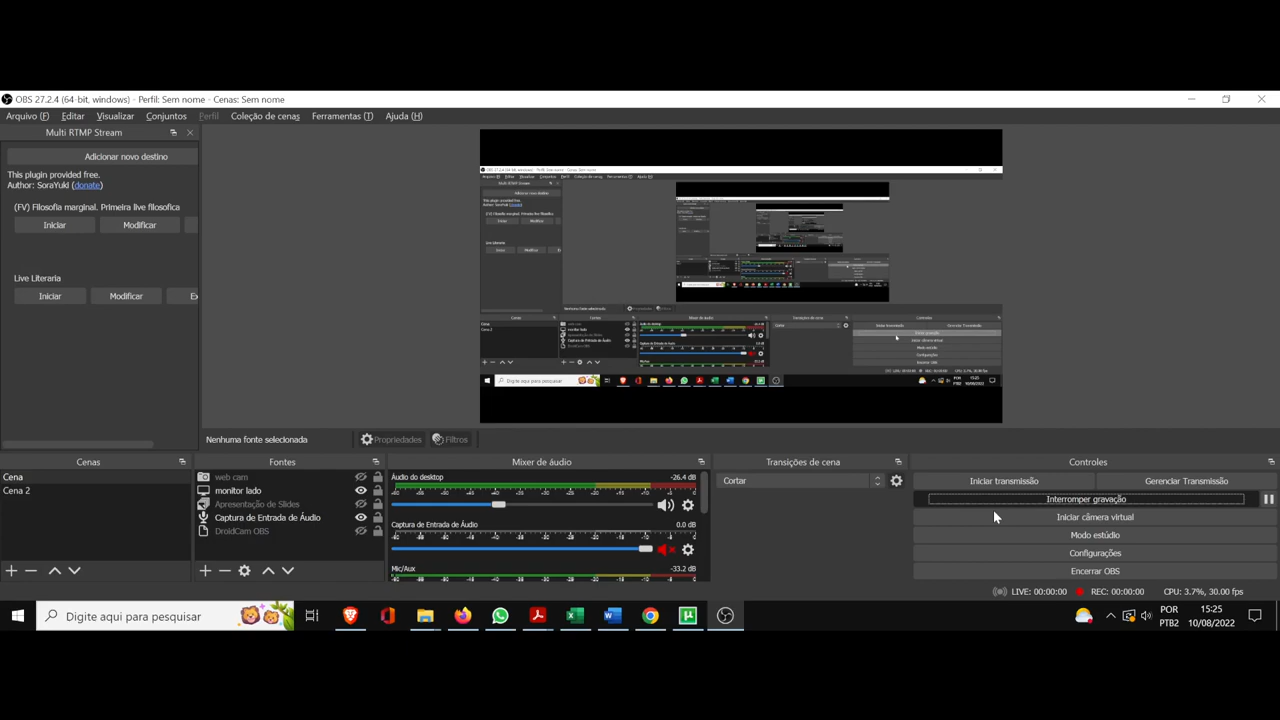 OBS 27.2.4 (64-bit, windows) - Perfil: Sem nome - Cenas: Sem nome
Arquivo (F) Editar Visualizar Conjuntos Perfil Coleção de cenas Ferramentas (T) Ajuda (H)
Multi RTMP Stream
Adicionar novo destino
This plugin provided free.
Author: SoraYuki (donate)
(FV) Filosofia marginal. Primeira live filosofica
Iniciar Modificar
Live Literaria
Iniciar Modificar Ex
Nenhuma fonte selecionada Propriedades Filtros
Cenas
Cena
Cena 2
Fontes
web cam
monitor lado
Apresentação de Slides
Captura de Entrada de Áudio
DroidCam OBS
Mixer de áudio
Áudio do desktop -26.4 dB
Captura de Entrada de Áudio 0.0 dB
Mic/Aux -33.2 dB
Transições de cena
Cortar
Controles
Iniciar transmissão Gerenciar Transmissão
Interromper gravação
Iniciar câmera virtual
Modo estúdio
Configurações
Encerrar OBS
LIVE: 00:00:00 REC: 00:00:00 CPU: 3.7%, 30.00 fps
Digite aqui para pesquisar
POR 15:25
PTB2 10/08/2022